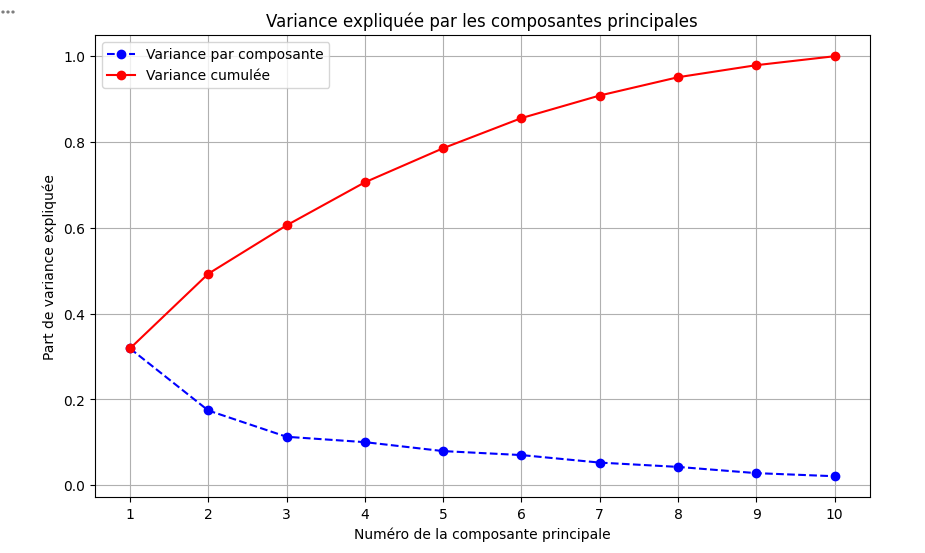 Variance expliquée par les composantes principales
Variance par composante
Variance cumulée
1.0
0.8
0.6
0.4
0.2
0.0
Part de variance expliquée
1 2 3 4 5 6 7 8 9 10
Numéro de la composante principale